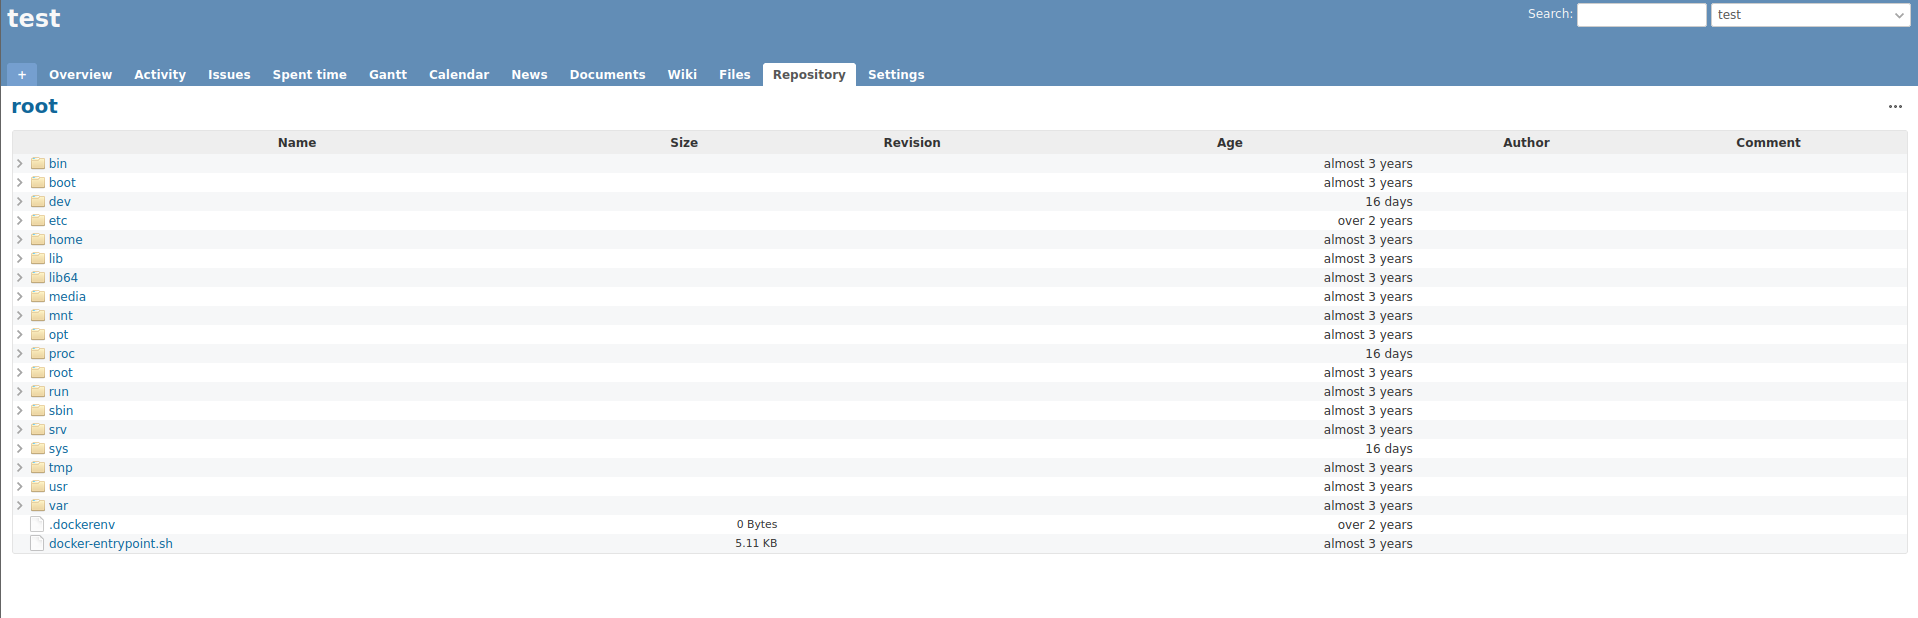 test
Search: test
+ Overview Activity Issues Spent time Gantt Calendar News Documents Wiki Files Repository Settings
root ...
Name Size Revision Age Author Comment
bin almost 3 years
boot almost 3 years
dev 16 days
etc over 2 years
home almost 3 years
lib almost 3 years
lib64 almost 3 years
media almost 3 years
mnt almost 3 years
opt almost 3 years
proc 16 days
root almost 3 years
run almost 3 years
sbin almost 3 years
srv almost 3 years
sys 16 days
tmp almost 3 years
usr almost 3 years
var almost 3 years
.dockerenv 0 Bytes over 2 years
docker-entrypoint.sh 5.11 KB almost 3 years